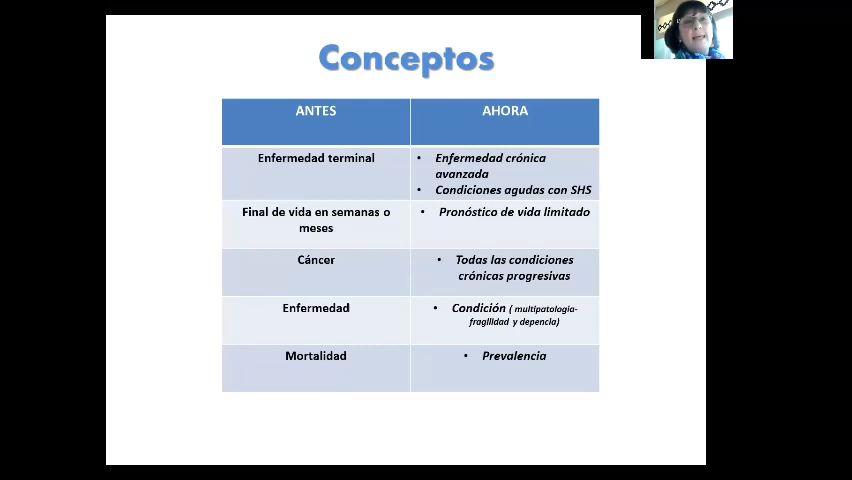 Conceptos
ANTES
AHORA
Enfermedad terminal
• Enfermedad crónica
avanzada
• Condiciones agudas con SHS
Final de vida en semanas o
meses
• Pronóstico de vida limitado
Cáncer
• Todas las condiciones
crónicas progresivas
Enfermedad
• Condición ( multipatologia-
fragilidad y depencia)
Mortalidad
• Prevalencia